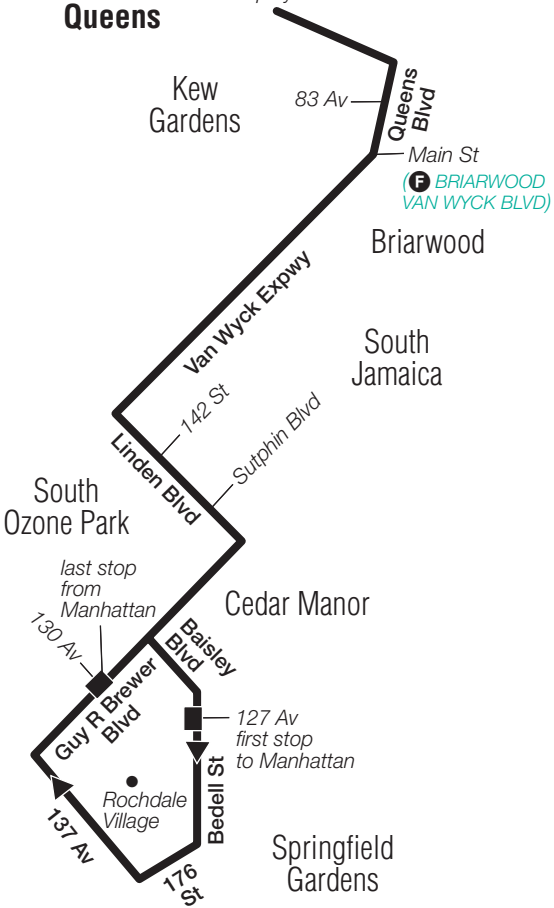 Queens
Kew
Gardens
83 Av
Queens
Blvd
Main St
(F BRIARWOOD
VAN WYCK BLVD)
Briarwood
Van Wyck Expwy
South
Jamaica
142 St
Sutphin Blvd
Linden Blvd
South
Ozone Park
last stop
from
Manhattan
Cedar Manor
130 Av
Baisley
Blvd
Guy R Brewer
Blvd
127 Av
first stop
to Manhattan
Rochdale
Village
Bedell St
137 Av
176
St
Springfield
Gardens